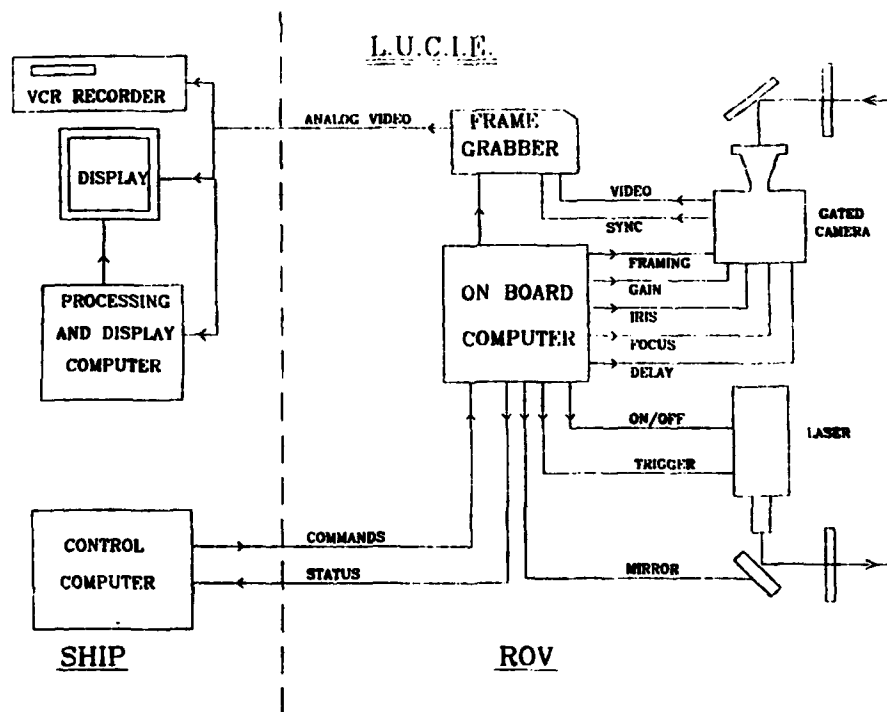 L.U.C.I.E.
VCR RECORDER
DISPLAY
PROCESSING
AND DISPLAY
COMPUTER
CONTROL
COMPUTER
SHIP
ANALOG VIDEO
FRAME
GRABBER
VIDEO
SYNC
GATED
CAMERA
ON BOARD
COMPUTER
FRAMING
GAIN
IRIS
FOCUS
DELAY
ON/OFF
LASER
TRIGGER
COMMANDS
STATUS
MIRROR
ROV